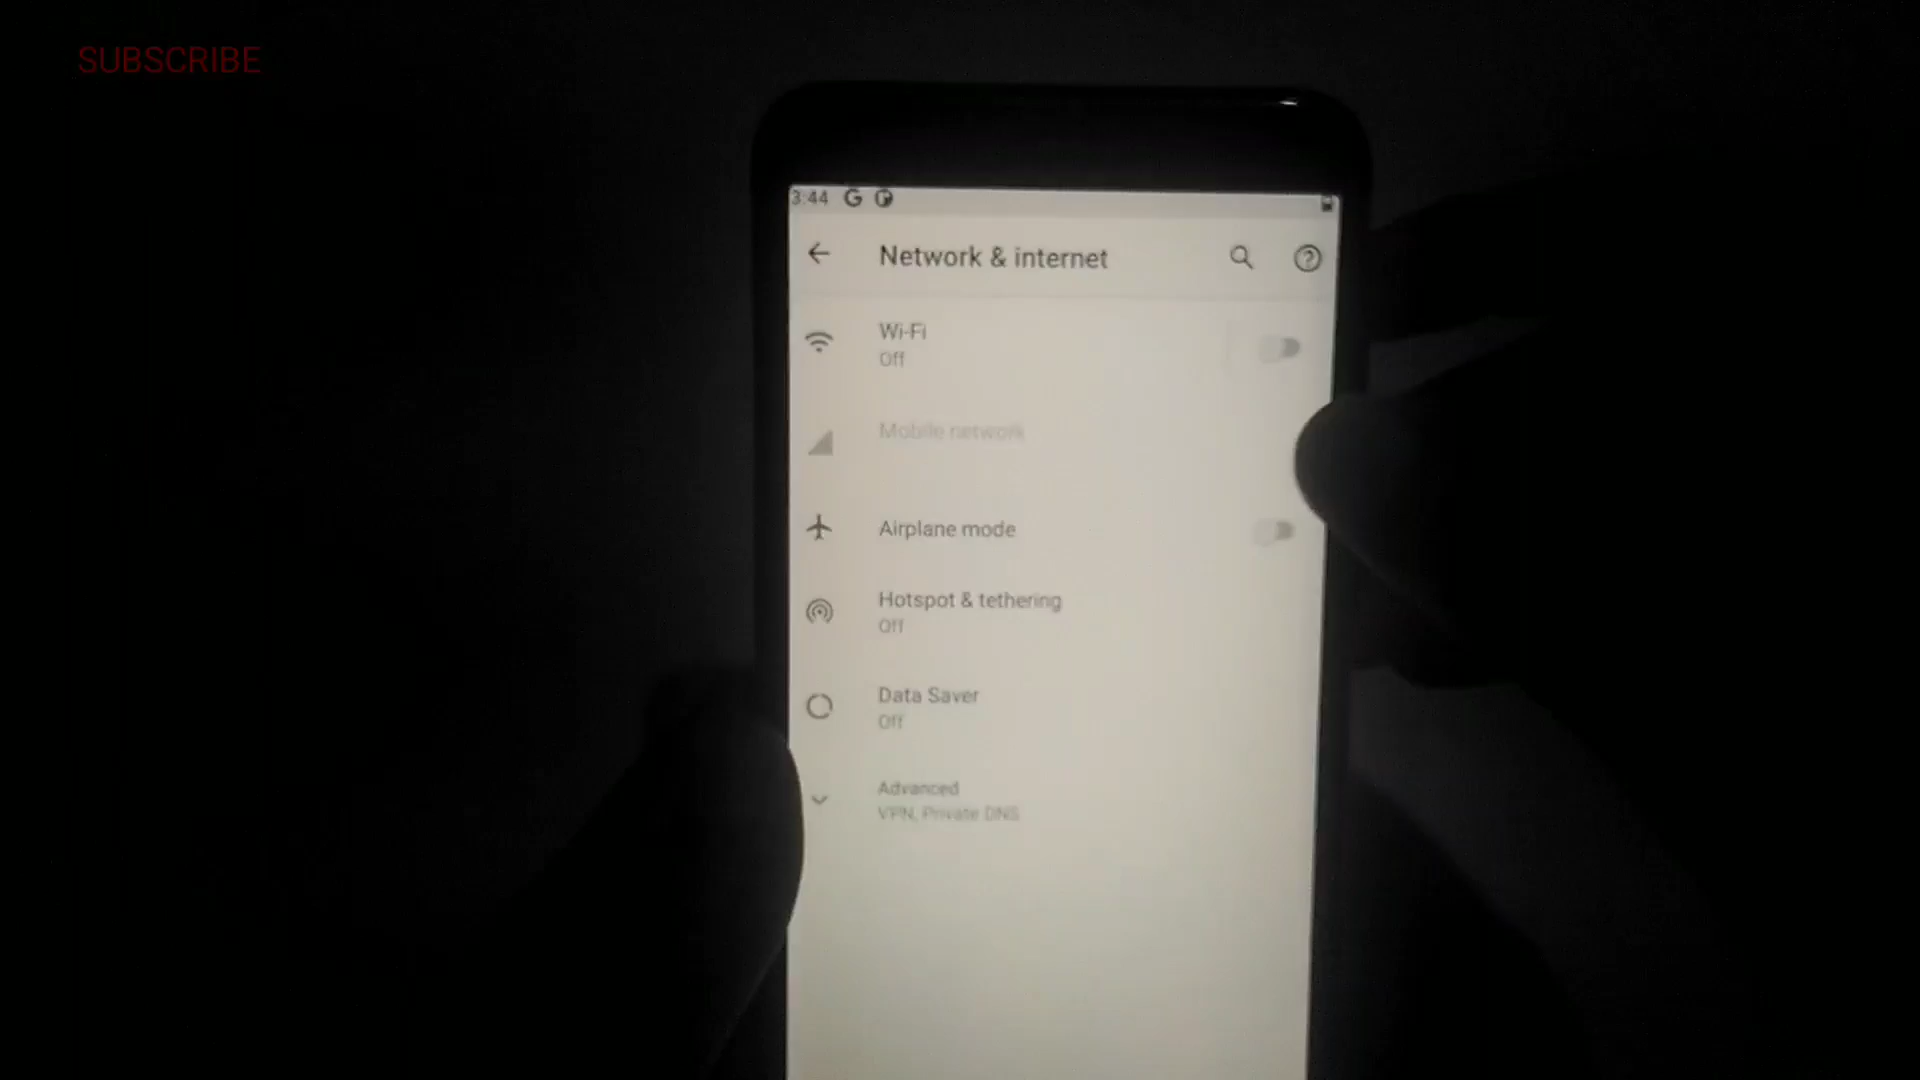 SUBSCRIBE
3:44
Network & internet
Wi-Fi
Off
Mobile network
Airplane mode
Hotspot & tethering
Off
Data Saver
Off
Advanced
VPN, Private DNS